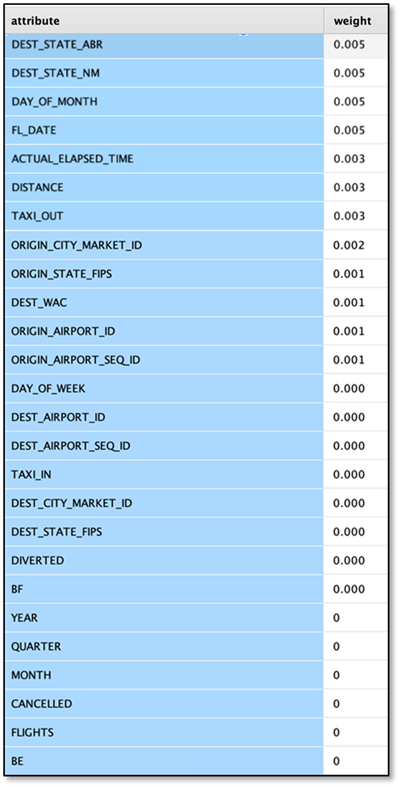 attribute weight
DEST_STATE_ABR 0.005
DEST_STATE_NM 0.005
DAY_OF_MONTH 0.005
FL_DATE 0.005
ACTUAL_ELAPSED_TIME 0.003
DISTANCE 0.003
TAXI_OUT 0.003
ORIGIN_CITY_MARKET_ID 0.002
ORIGIN_STATE_FIPS 0.001
DEST_WAC 0.001
ORIGIN_AIRPORT_ID 0.001
ORIGIN_AIRPORT_SEQ_ID 0.001
DAY_OF_WEEK 0.000
DEST_AIRPORT_ID 0.000
DEST_AIRPORT_SEQ_ID 0.000
TAXI_IN 0.000
DEST_CITY_MARKET_ID 0.000
DEST_STATE_FIPS 0.000
DIVERTED 0.000
BF 0.000
YEAR 0
QUARTER 0
MONTH 0
CANCELLED 0
FLIGHTS 0
BE 0